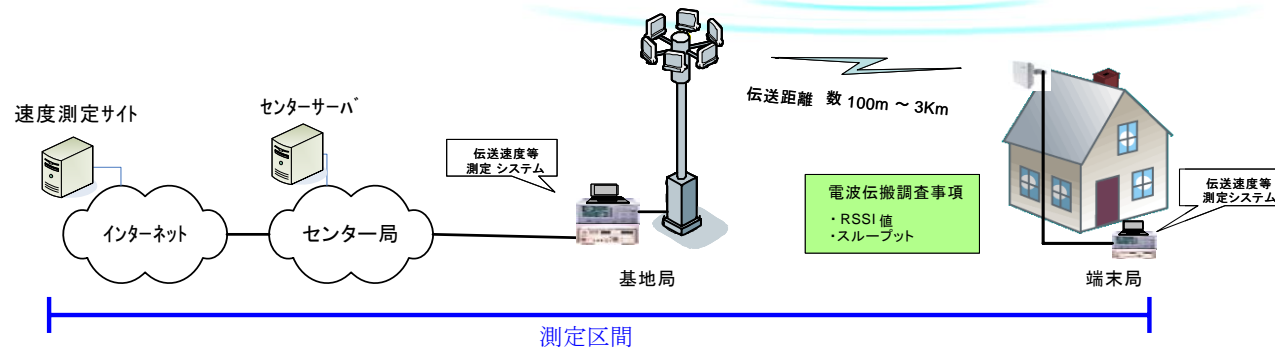 速度測定サイト
センターサーバ
伝送速度等
測定 システム
伝送距離 数 100m ～ 3Km
電波伝搬調査事項
・RSSI 値
・スループット
伝送速度等
測定システム
インターネット
センター局
基地局
端末局
測定区間